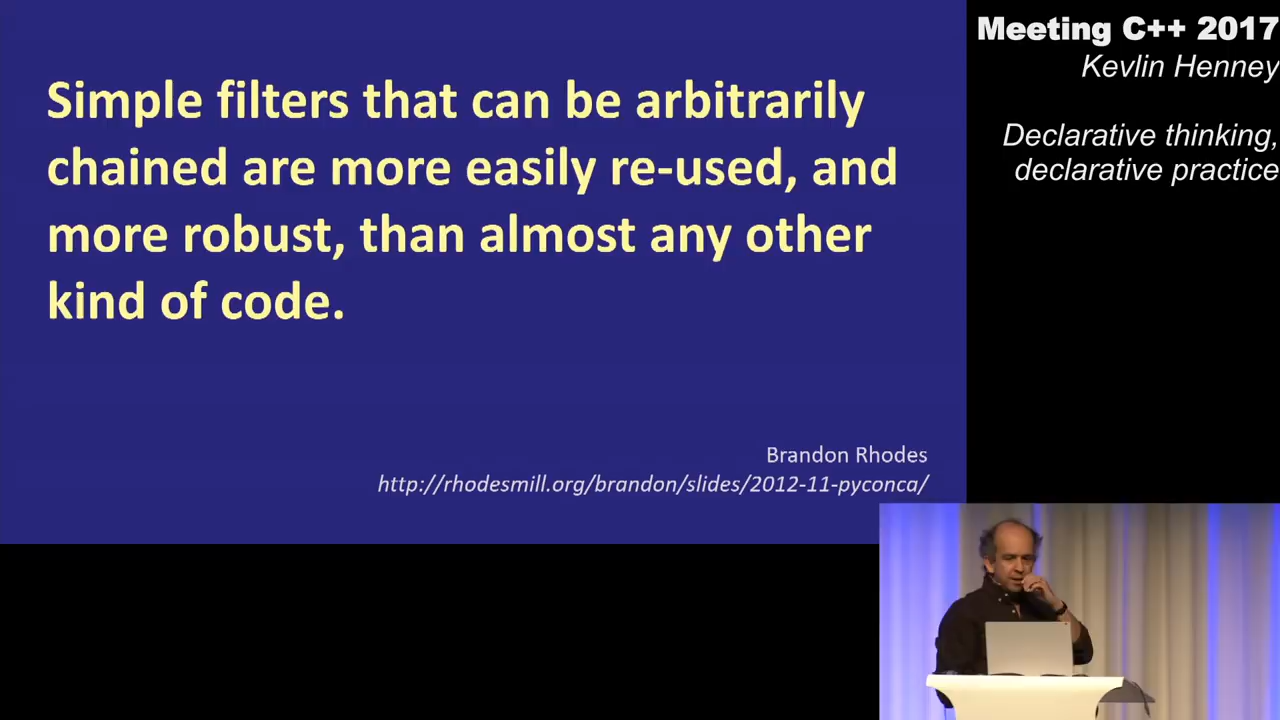 Simple filters that can be arbitrarily
chained are more easily re-used, and
more robust, than almost any other
kind of code.
Brandon Rhodes
http://rhodesmill.org/brandon/slides/2012-11-pyconca/
Meeting C++ 2017
Kevlin Henney
Declarative thinking,
declarative practice